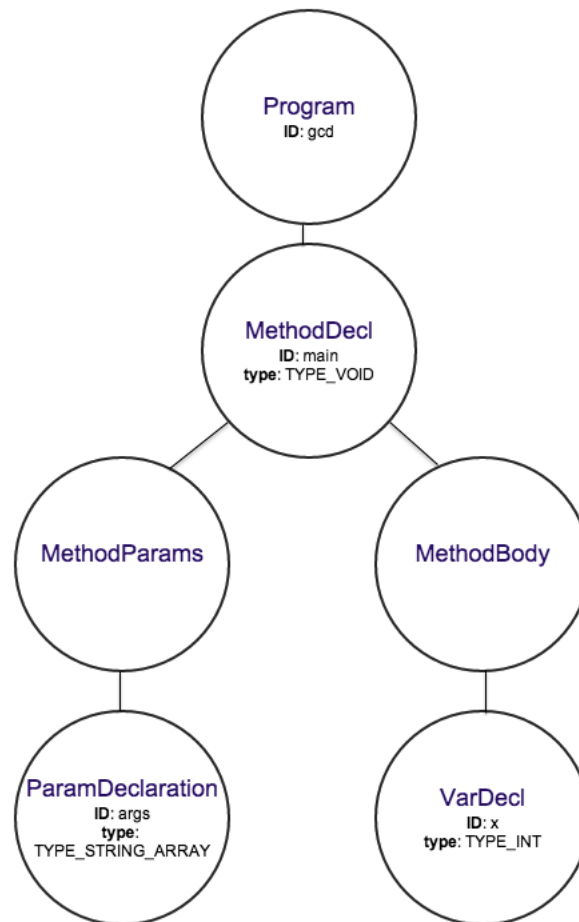 Program
ID: gcd
MethodDecl
ID: main
type: TYPE_VOID
MethodParams
MethodBody
ParamDeclaration
ID: args
type:
TYPE_STRING_ARRAY
VarDecl
ID: x
type: TYPE_INT